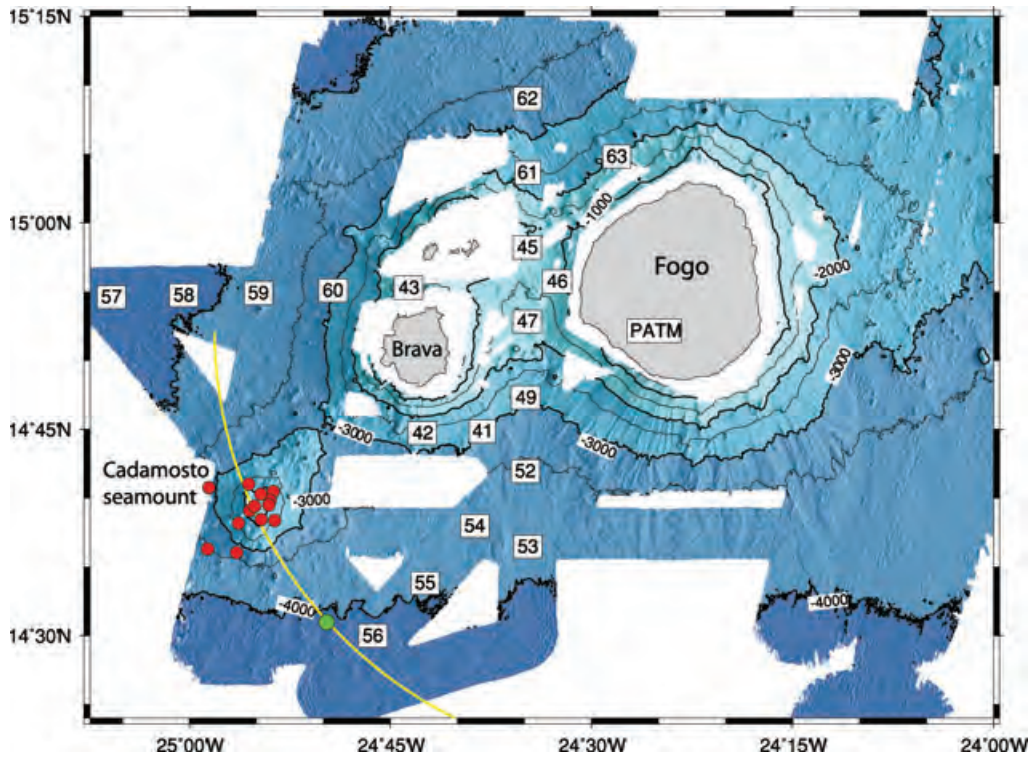 15°15'N
62
61
63
-1000
15°00'N
45
Fogo
-2000
57
58
59
60
43
46
47
PATM
Brava
-3000
49
14°45'N
-3000
42
41
-3000
Cadamosto
seamount
-3000
52
54
53
55
-4000
-4000
56
14°30'N
25°00'W
24°45'W
24°30'W
24°15'W
24°00'W